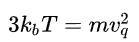 3k_bT = mv_q^2